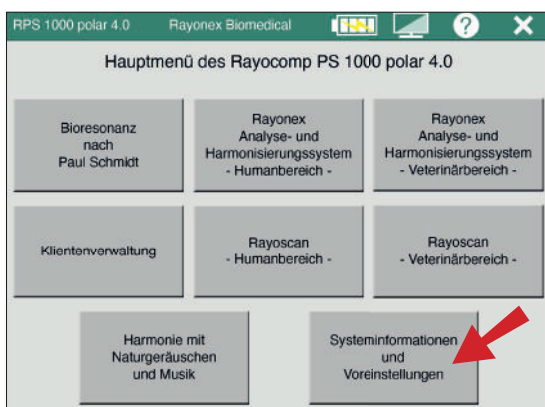 RPS 1000 polar 4.0 Rayonex Biomedical ?
Hauptmenü des Rayocomp PS 1000 polar 4.0
Bioresonanz
nach
Paul Schmidt
Rayonex
Analyse- und
Harmonisierungssystem
- Humanbereich -
Rayonex
Analyse- und
Harmonisierungssystem
- Veterinärbereich -
Klientenverwaltung
Rayoscan
- Humanbereich -
Rayoscan
- Veterinärbereich -
Harmonie mit
Naturgeräuschen
und Musik
Systeminformationen
und
Voreinstellungen